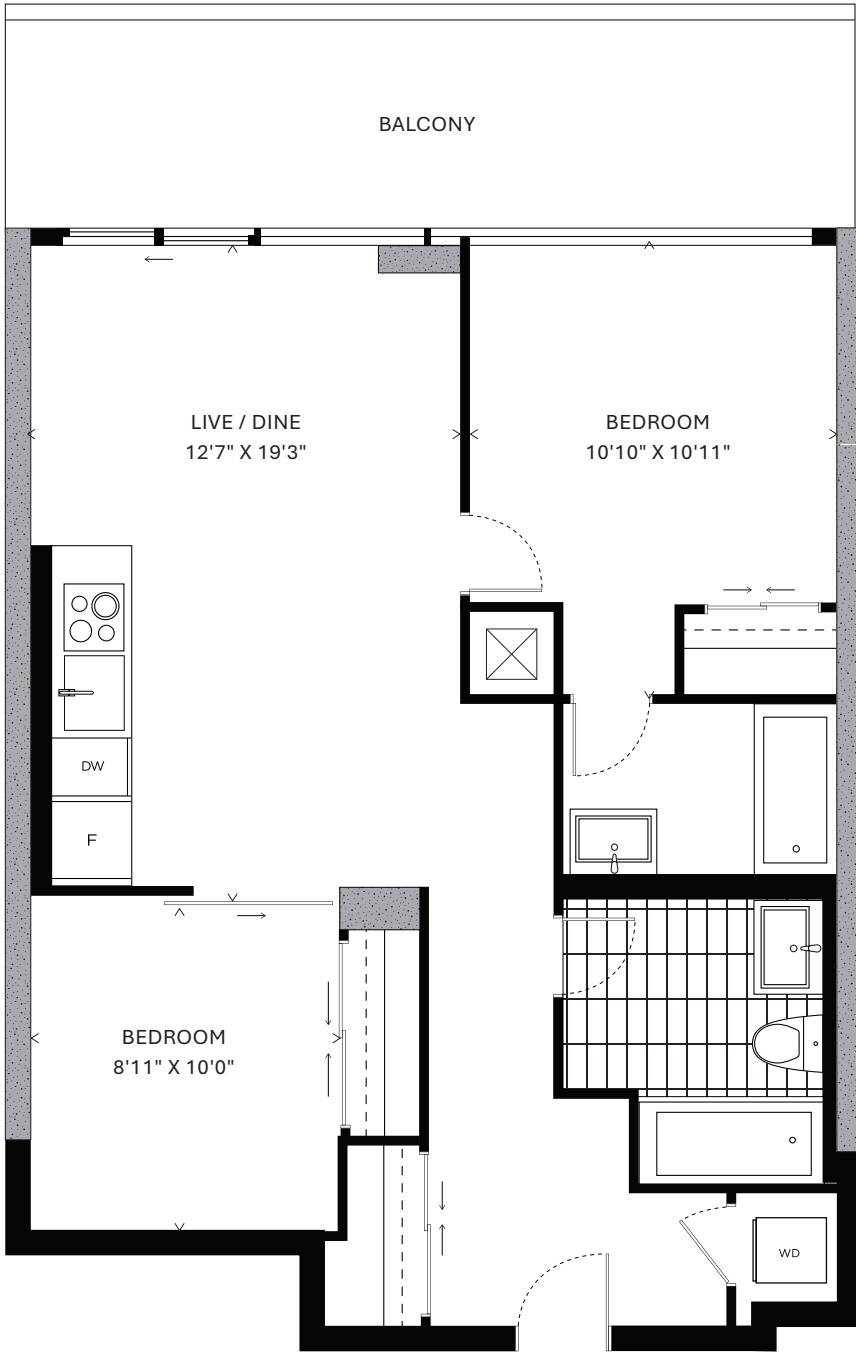 BALCONY
LIVE / DINE
12'7" X 19'3"
BEDROOM
10'10" X 10'11"
DW
F
BEDROOM
8'11" X 10'0"
WD